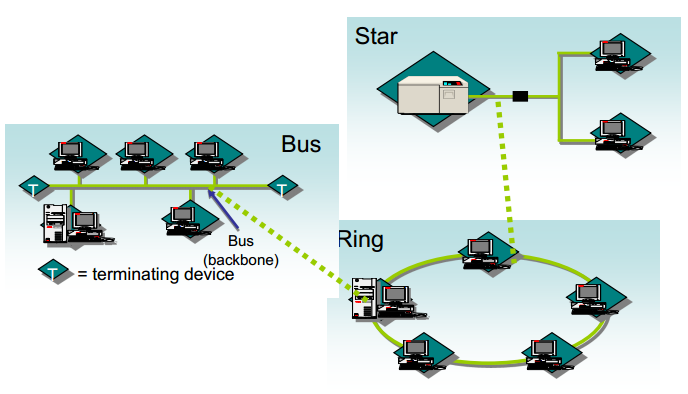 Star
Bus
T
T
Bus
(backbone)
Ring
T = terminating device